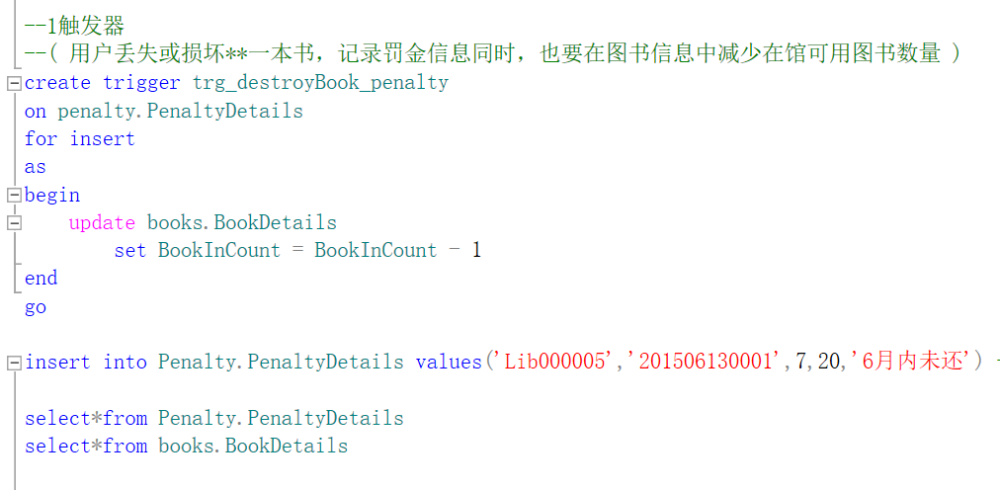 --1触发器
--( 用户丢失或损坏**一本书，记录罚金信息同时，也要在图书信息中减少在馆可用图书数量 )
create trigger trg_destroyBook_penalty
on penalty.PenaltyDetails
for insert
as
begin
update books.BookDetails
set BookInCount = BookInCount - 1
end
go
insert into Penalty.PenaltyDetails values('Lib000005','201506130001',7,20,'6月内未还')
select*from Penalty.PenaltyDetails
select*from books.BookDetails